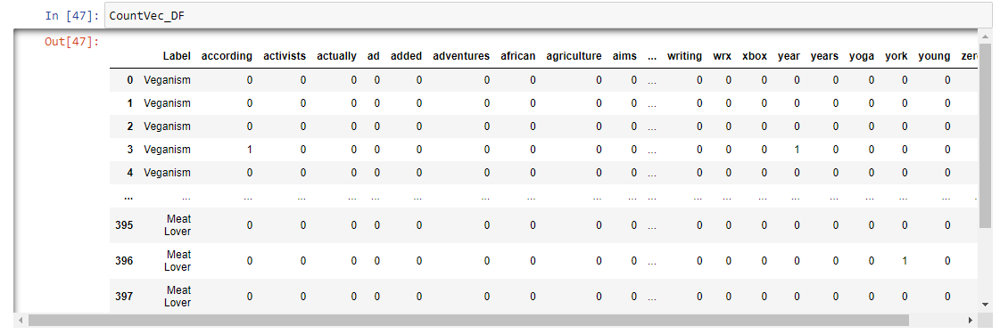 In [47]: CountVec_DF
Out[47]:
Label according activists actually ad added adventures african agriculture aims ... writing wrx xbox year years yoga york young
0 Veganism 0 0 0 0 0 0 0 0 0 ... 0 0 0 0 0 0 0 0
1 Veganism 0 0 0 0 0 0 0 0 0 ... 0 0 0 0 0 0 0 0
2 Veganism 0 0 0 0 0 0 0 0 0 ... 0 0 0 0 0 0 0 0
3 Veganism 1 0 0 0 0 0 0 0 0 ... 0 0 0 1 0 0 0 0
4 Veganism 0 0 0 0 0 0 0 0 0 ... 0 0 0 0 0 0 0 0
... ... ... ... ... ... ... ... ... ... ... ... ... ... ... ... ... ... ... ...
395 Meat Lover 0 0 0 0 0 0 0 0 0 ... 0 0 0 0 0 0 0 0
396 Meat Lover 0 0 0 0 0 0 0 0 0 ... 0 0 0 0 0 0 1 0
397 Meat Lover 0 0 0 0 0 0 0 0 0 ... 0 0 0 0 0 0 0 0